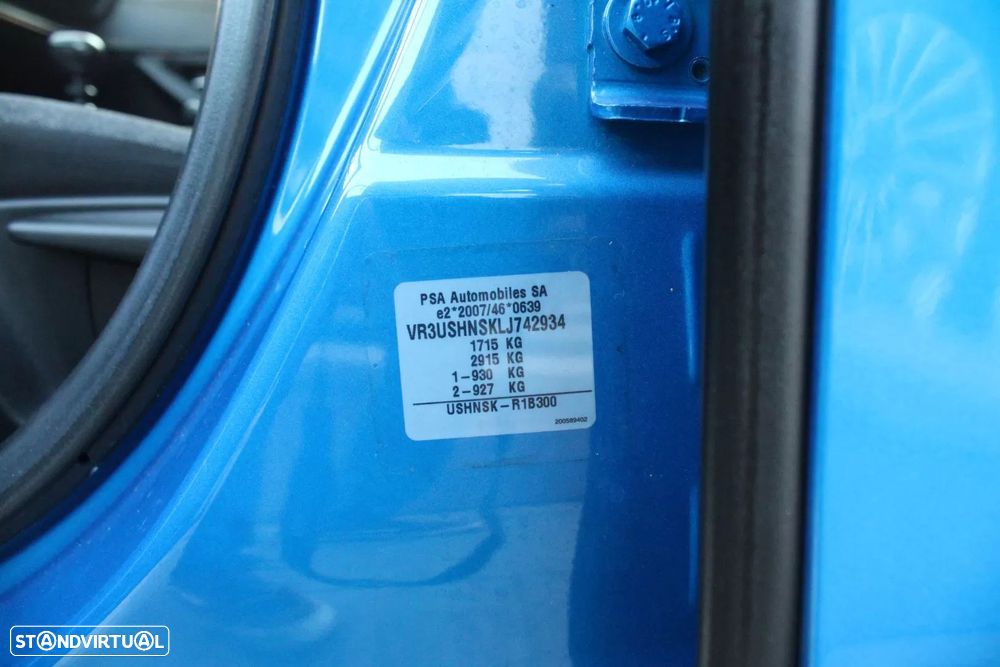 PSA Automobiles SA
e2*2007/46*0639
VR3USHNSKLJ742934
1715 KG
2915 KG
1-930 KG
2-927 KG
USHNSK-R1B300
200589402
STANDVIRTUAL